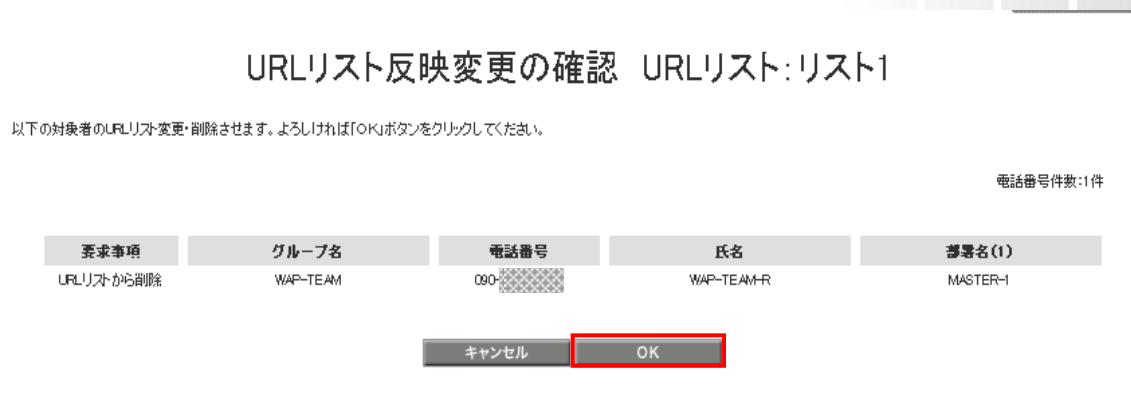 URLリスト反映変更の確認 URLリスト:リスト1
以下の対象者のURLリスト変更・削除させます。よろしければ「OK」ボタンをクリックしてください。
電話番号件数:1件
要求事項 グループ名 電話番号 氏名 部署名(1)
URLリストから削除 WAP-TEAM 090- WAP-TEAM-R MASTER-1
キャンセル OK